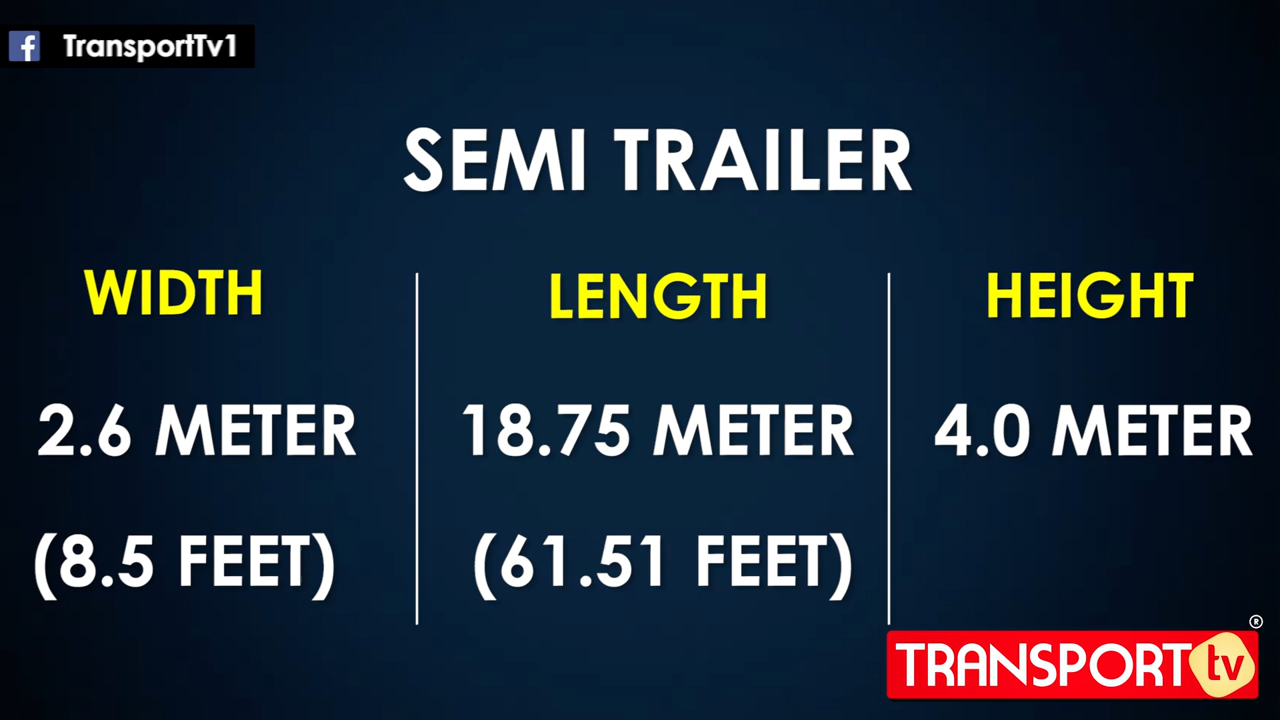 TransportTv1
SEMI TRAILER
WIDTH
LENGTH
HEIGHT
2.6 METER
18.75 METER
4.0 METER
(8.5 FEET)
(61.51 FEET)
®
TRANSPORT tv